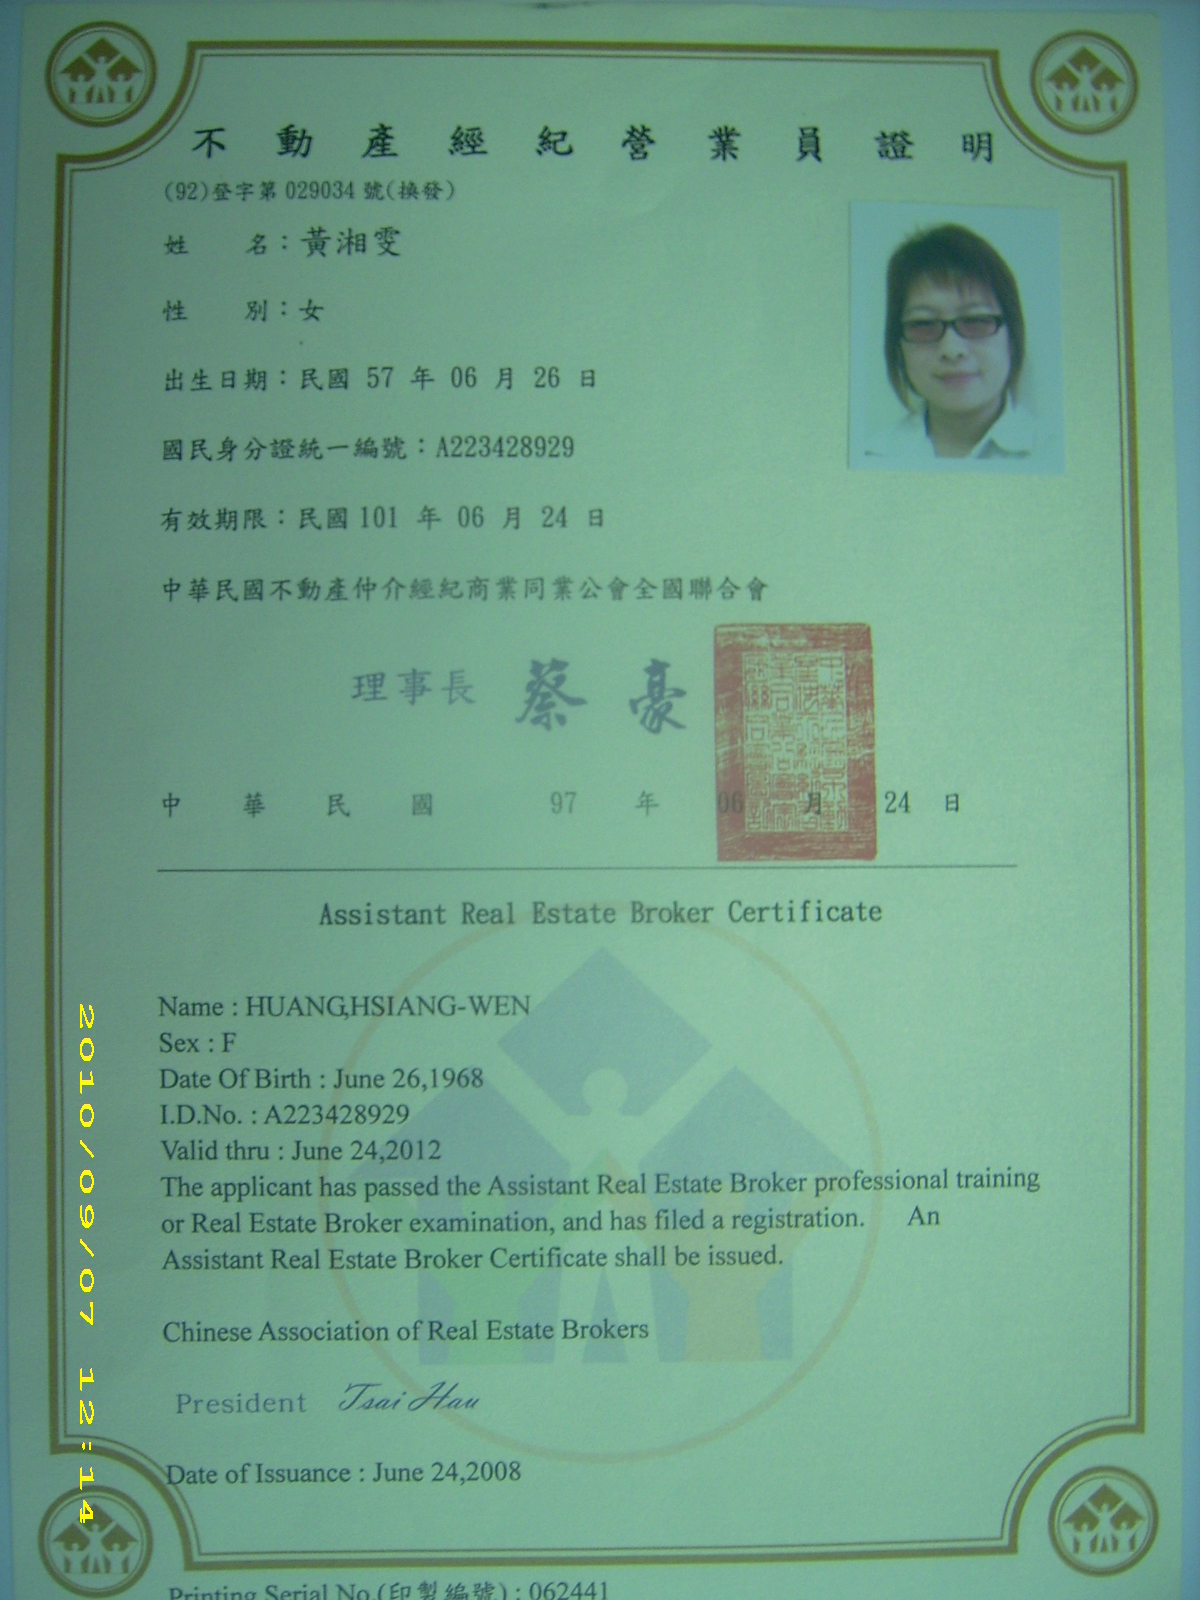 不動產經紀營業員證明
(92)登字第 029034 號(換發)
姓 名：黃湘雯
性 別：女
出生日期：民國 57 年 06 月 26 日
國民身分證統一編號：A223428929
有效期限：民國 101 年 06 月 24 日
中華民國不動產仲介經紀商業同業公會全國聯合會
理事長 蔡 豪
中 華 民 國 97 年 06 月 24 日
Assistant Real Estate Broker Certificate
Name : HUANG,HSIANG-WEN
Sex : F
Date Of Birth : June 26,1968
I.D.No. : A223428929
Valid thru : June 24,2012
The applicant has passed the Assistant Real Estate Broker professional training
or Real Estate Broker examination, and has filed a registration. An
Assistant Real Estate Broker Certificate shall be issued.
Chinese Association of Real Estate Brokers
President Tsai Hau
Date of Issuance : June 24,2008
Printing Serial No.(印製編號) : 062441
2010/09/07 12:14